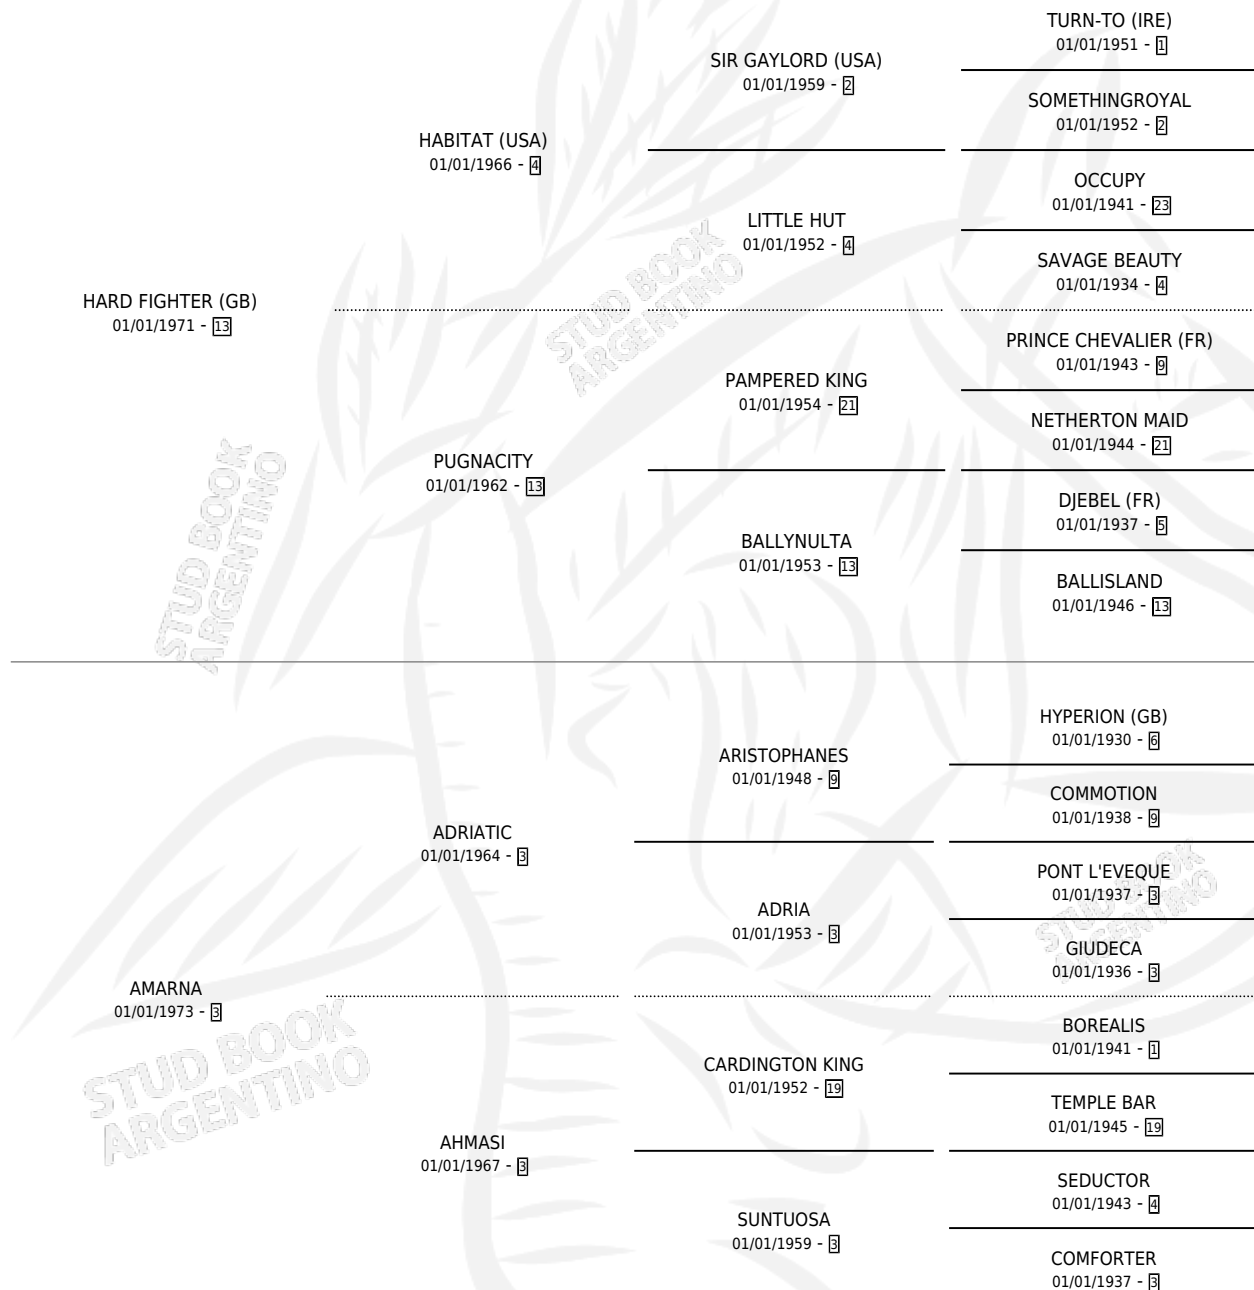 TURN-TO (IRE)
01/01/1951 - 1
SIR GAYLORD (USA)
01/01/1959 - 2
SOMETHINGROYAL
01/01/1952 - 2
HABITAT (USA)
01/01/1966 - 4
OCCUPY
01/01/1941 - 23
LITTLE HUT
01/01/1952 - 4
SAVAGE BEAUTY
01/01/1934 - 4
HARD FIGHTER (GB)
01/01/1971 - 13
PRINCE CHEVALIER (FR)
01/01/1943 - 9
PAMPERED KING
01/01/1954 - 21
NETHERTON MAID
01/01/1944 - 21
PUGNACITY
01/01/1962 - 13
DJEBEL (FR)
01/01/1937 - 5
BALLYNULTA
01/01/1953 - 13
BALLISLAND
01/01/1946 - 13
HYPERION (GB)
01/01/1930 - 6
ARISTOPHANES
01/01/1948 - 9
COMMOTION
01/01/1938 - 9
ADRIATIC
01/01/1964 - 3
PONT L'EVEQUE
01/01/1937 - 3
ADRIA
01/01/1953 - 3
GIUDECA
01/01/1936 - 3
AMARNA
01/01/1973 - 3
BOREALIS
01/01/1941 - 1
CARDINGTON KING
01/01/1952 - 19
TEMPLE BAR
01/01/1945 - 19
AHMASI
01/01/1967 - 3
SEDUCTOR
01/01/1943 - 4
SUNTUOSA
01/01/1959 - 3
COMFORTER
01/01/1937 - 3
STUD BOOK
ARGENTINO
STUD BOOK
ARGENTINO
STUD BOOK
ARGENTINO
STUD BOOK
ARGENTINO